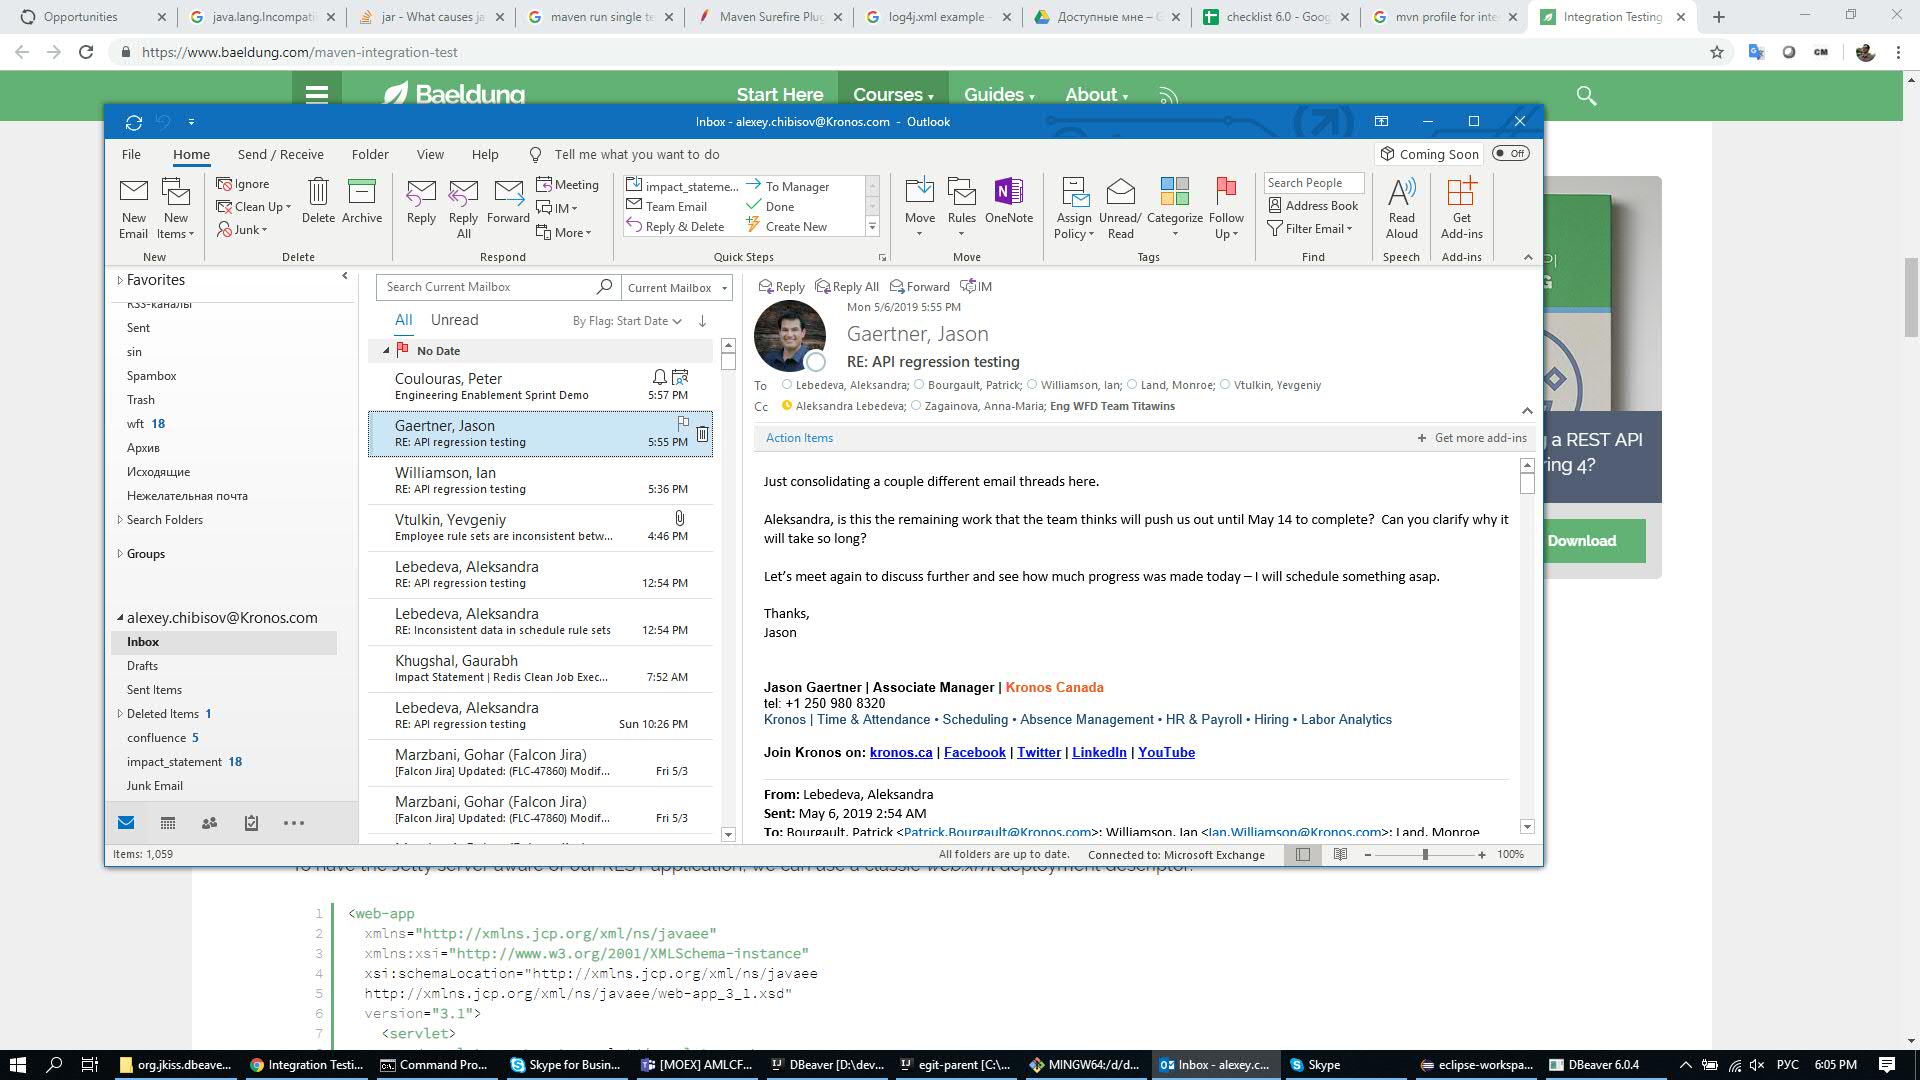 Opportunities
java.lang.Incompati
jar - What causes ja
maven run single te
Maven Surefire Plug
log4j.xml example -
Доступные мне – G
checklist 6.0 - Goog
mvn profile for inte
Integration Testing
https://www.baeldung.com/maven-integration-test
Baeldung
Start Here Courses Guides About
Inbox - alexey.chibisov@Kronos.com - Outlook
File Home Send / Receive Folder View Help Tell me what you want to do
Coming Soon Off
New Email
New Items
New
Ignore
Clean Up
Junk
Delete
Archive
Delete
Reply
Reply All
Forward
Meeting
IM
More
Respond
impact_stateme...
Team Email
Reply & Delete
To Manager
Done
Create New
Quick Steps
Move
Rules
OneNote
Move
Assign Policy
Unread/ Read
Categorize
Follow Up
Tags
Search People
Address Book
Filter Email
Find
Read Aloud
Speech
Get Add-ins
Add-ins
Favorites
RSS-каналы
Sent
sin
Spambox
Trash
wft 18
Архив
Исходящие
Нежелательная почта
Search Folders
Groups
alexey.chibisov@Kronos.com
Inbox
Drafts
Sent Items
Deleted Items 1
confluence 5
impact_statement 18
Junk Email
Search Current Mailbox
Current Mailbox
All Unread
By Flag: Start Date
No Date
Coulouras, Peter
Engineering Enablement Sprint Demo 5:57 PM
Gaertner, Jason
RE: API regression testing 5:55 PM
Williamson, Ian
RE: API regression testing 5:36 PM
Vtulkin, Yevgeniy
Employee rule sets are inconsistent betw... 4:46 PM
Lebedeva, Aleksandra
RE: API regression testing 12:54 PM
Lebedeva, Aleksandra
RE: Inconsistent data in schedule rule sets 12:54 PM
Khugshal, Gaurabh
Impact Statement | Redis Clean Job Exec... 7:52 AM
Lebedeva, Aleksandra
RE: API regression testing Sun 10:26 PM
Marzbani, Gohar (Falcon Jira)
[Falcon Jira] Updated: (FLC-47860) Modif... Fri 5/3
Marzbani, Gohar (Falcon Jira)
[Falcon Jira] Updated: (FLC-47860) Modif... Fri 5/3
Reply Reply All Forward IM
Mon 5/6/2019 5:55 PM
Gaertner, Jason
RE: API regression testing
To Lebedeva, Aleksandra; Bourgault, Patrick; Williamson, Ian; Land, Monroe; Vtulkin, Yevgeniy
Cc Aleksandra Lebedeva; Zagainova, Anna-Maria; Eng WFD Team Titawins
Action Items
+ Get more add-ins
Just consolidating a couple different email threads here.
Aleksandra, is this the remaining work that the team thinks will push us out until May 14 to complete? Can you clarify why it
will take so long?
Let’s meet again to discuss further and see how much progress was made today – I will schedule something asap.
Thanks,
Jason
Jason Gaertner | Associate Manager | Kronos Canada
tel: +1 250 980 8320
Kronos | Time & Attendance • Scheduling • Absence Management • HR & Payroll • Hiring • Labor Analytics
Join Kronos on: kronos.ca | Facebook | Twitter | LinkedIn | YouTube
From: Lebedeva, Aleksandra
Sent: May 6, 2019 2:54 AM
To: Bourgault, Patrick <Patrick.Bourgault@Kronos.com>; Williamson, Ian <Ian.Williamson@Kronos.com>; Land, Monroe
Items: 1,059
All folders are up to date. Connected to: Microsoft Exchange
100%
PI
G
a REST API
ing 4?
Download
To have the Jetty server aware of our REST application, we can use a classic web.xml deployment descriptor:
1 <web-app
2 xmlns="http://xmlns.jcp.org/xml/ns/javaee"
3 xmlns:xsi="http://www.w3.org/2001/XMLSchema-instance"
4 xsi:schemaLocation="http://xmlns.jcp.org/xml/ns/javaee
5 http://xmlns.jcp.org/xml/ns/javaee/web-app_3_1.xsd"
6 version="3.1">
7 <servlet>
org.jkiss.dbeave...
Integration Testi...
Command Pro...
Skype for Busin...
[MOEX] AMLCF...
DBeaver [D:\dev...
egit-parent [C:\...
MINGW64:/d/d...
Inbox - alexey.c...
Skype
eclipse-workspa...
DBeaver 6.0.4
РУС
6:05 PM